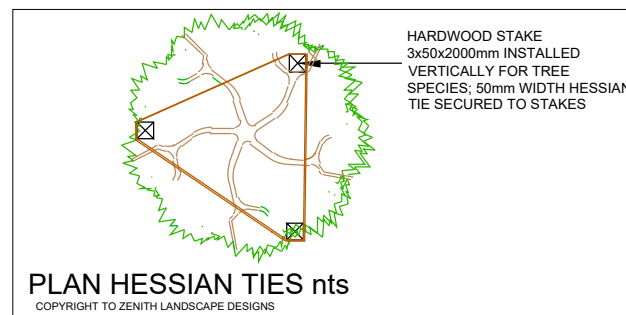 HARDWOOD STAKE
3x50x2000mm INSTALLED
VERTICALLY FOR TREE
SPECIES; 50mm WIDTH HESSIAN
TIE SECURED TO STAKES
PLAN HESSIAN TIES nts
COPYRIGHT TO ZENITH LANDSCAPE DESIGNS